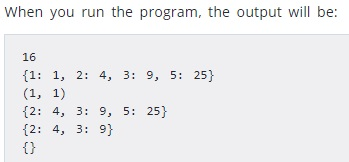 When you run the program, the output will be:
16
{1: 1, 2: 4, 3: 9, 5: 25}
(1, 1)
{2: 4, 3: 9, 5: 25}
{2: 4, 3: 9}
{}